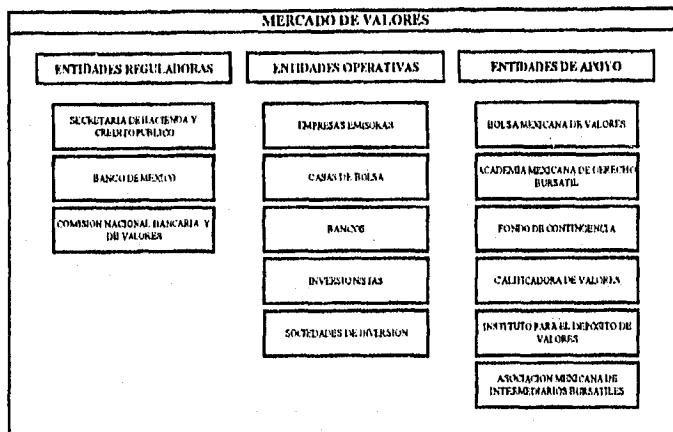 MERCADO DE VALORES
ENTIDADES REGULADORAS
SECRETARIA DE HACIENDA Y
CREDITO PUBLICO
BANCO DE MEXICO
COMISION NACIONAL BANCARIA Y
DE VALORES
ENTIDADES OPERATIVAS
EMPRESAS EMISORAS
CASAS DE BOLSA
BANCOS
INVERSIONISTAS
SOCIEDADES DE INVERSION
ENTIDADES DE APOYO
BOLSA MEXICANA DE VALORES
ACADEMIA MEXICANA DE DERECHO
BURSATIL
FONDO DE CONTINGENCIA
CALIFICADORA DE VALORES
INSTITUTO PARA EL DEPOSITO DE
VALORES
ASOCIACION MEXICANA DE
INTERMEDIARIOS BURSATILES